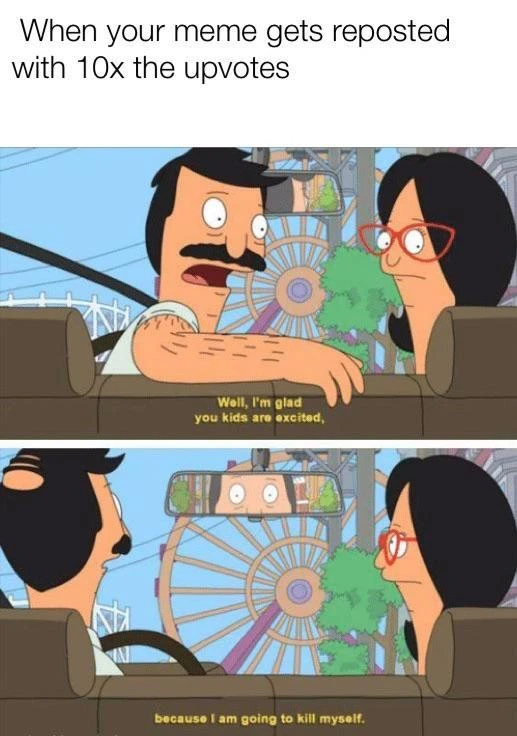 When your meme gets reposted
with 10x the upvotes
Well, I'm glad
you kids are excited,
because I am going to kill myself.